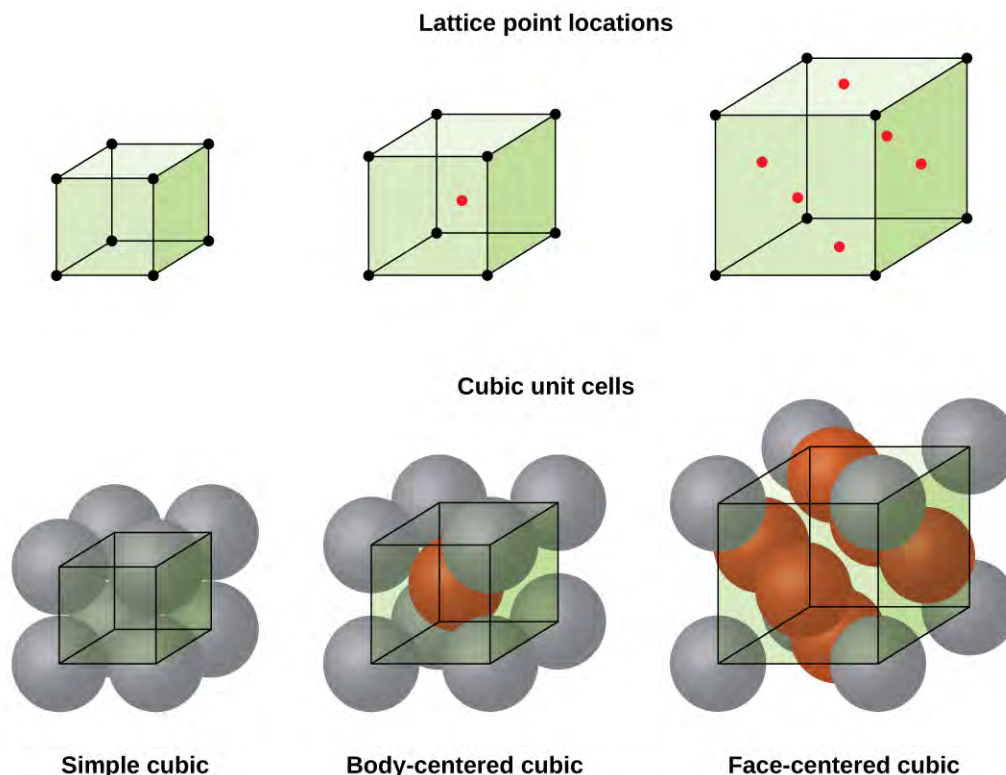 Lattice point locations
Cubic unit cells
Simple cubic
Body-centered cubic
Face-centered cubic